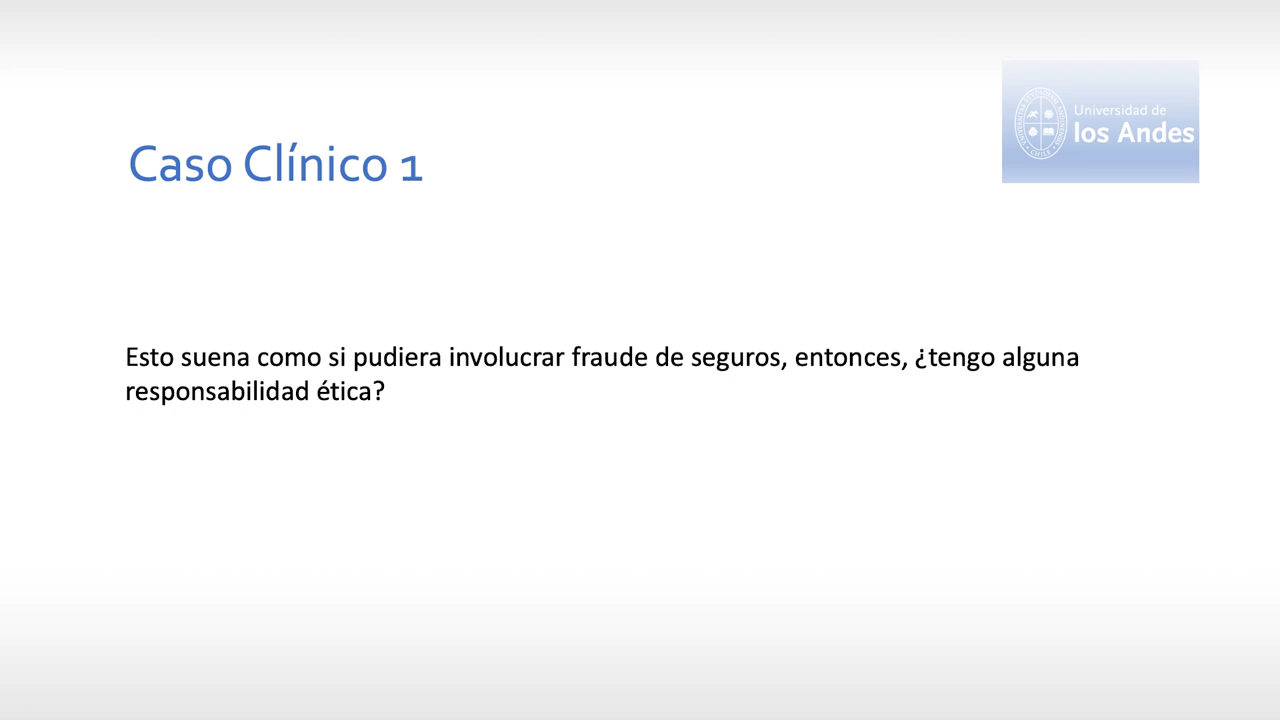 Universidad de
los Andes
Caso Clínico 1
Esto suena como si pudiera involucrar fraude de seguros, entonces, ¿tengo alguna
responsabilidad ética?